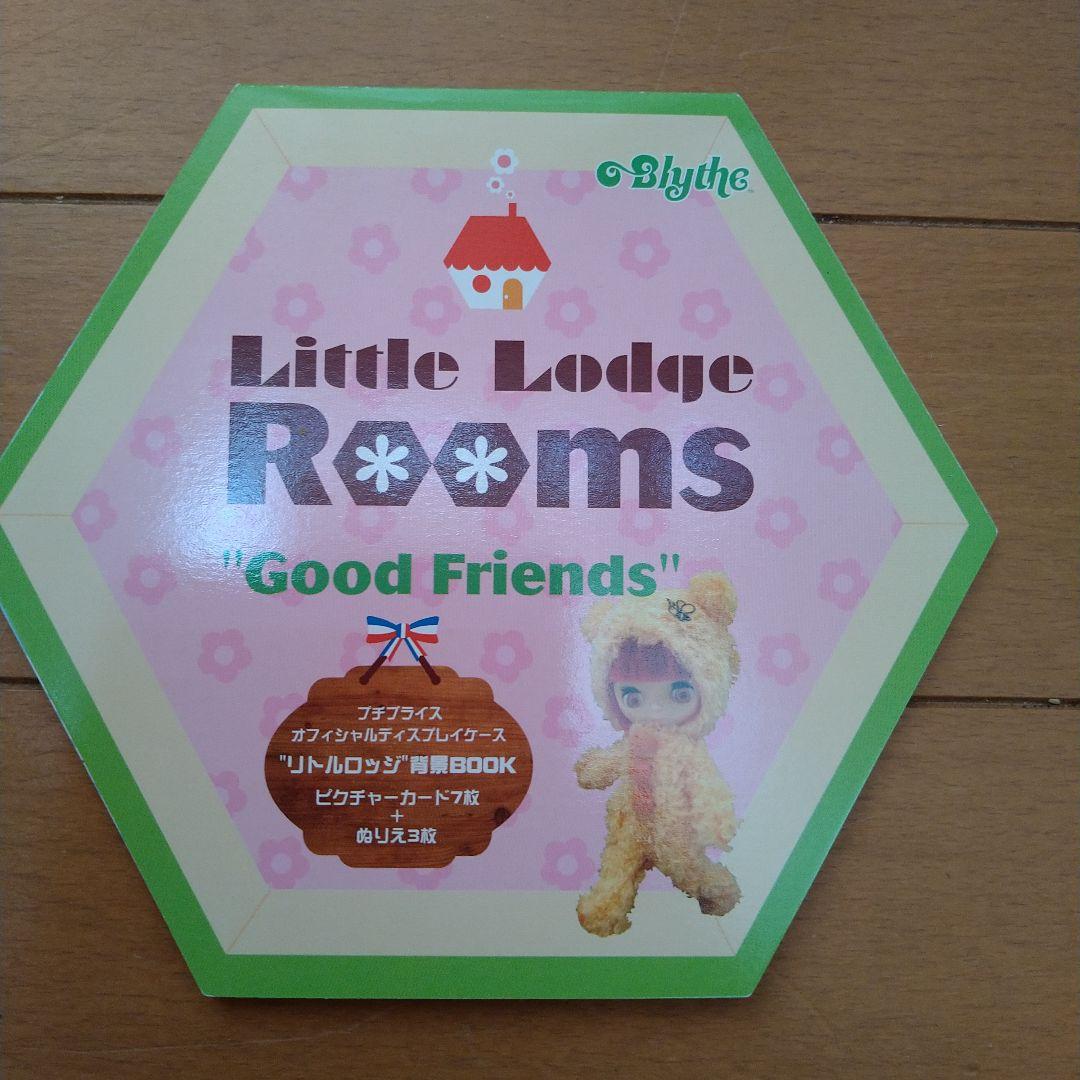 Blythe
Little Lodge
Rooms
"Good Friends"
プチブライス
オフィシャルディスプレイケース
"リトルロッジ"背景BOOK
ピクチャーカード7枚
+
ぬりえ3枚